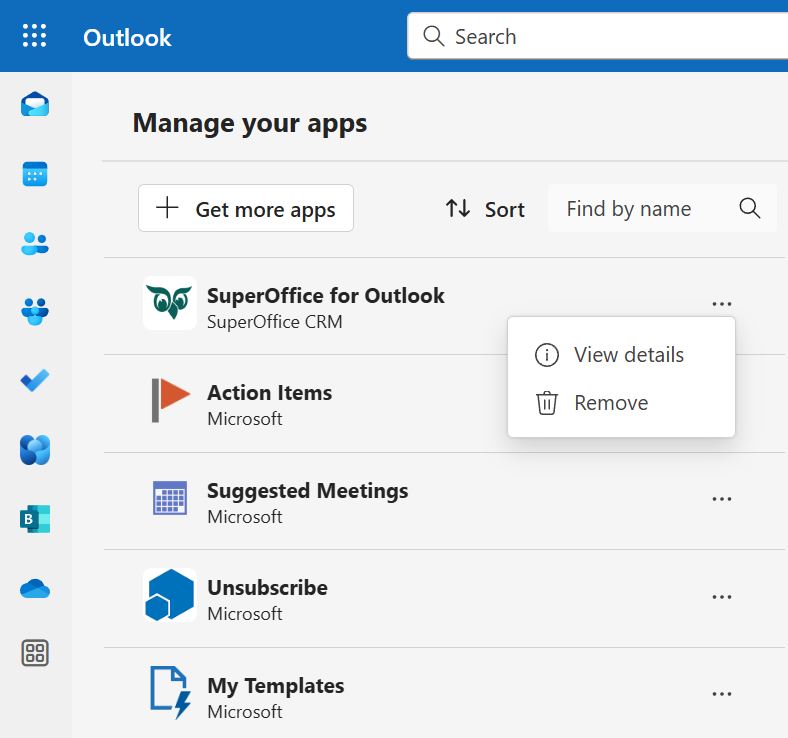 Outlook
Search
Manage your apps
Get more apps
Sort
Find by name
SuperOffice for Outlook
SuperOffice CRM
View details
Remove
Action Items
Microsoft
Suggested Meetings
Microsoft
B
Unsubscribe
Microsoft
My Templates
Microsoft